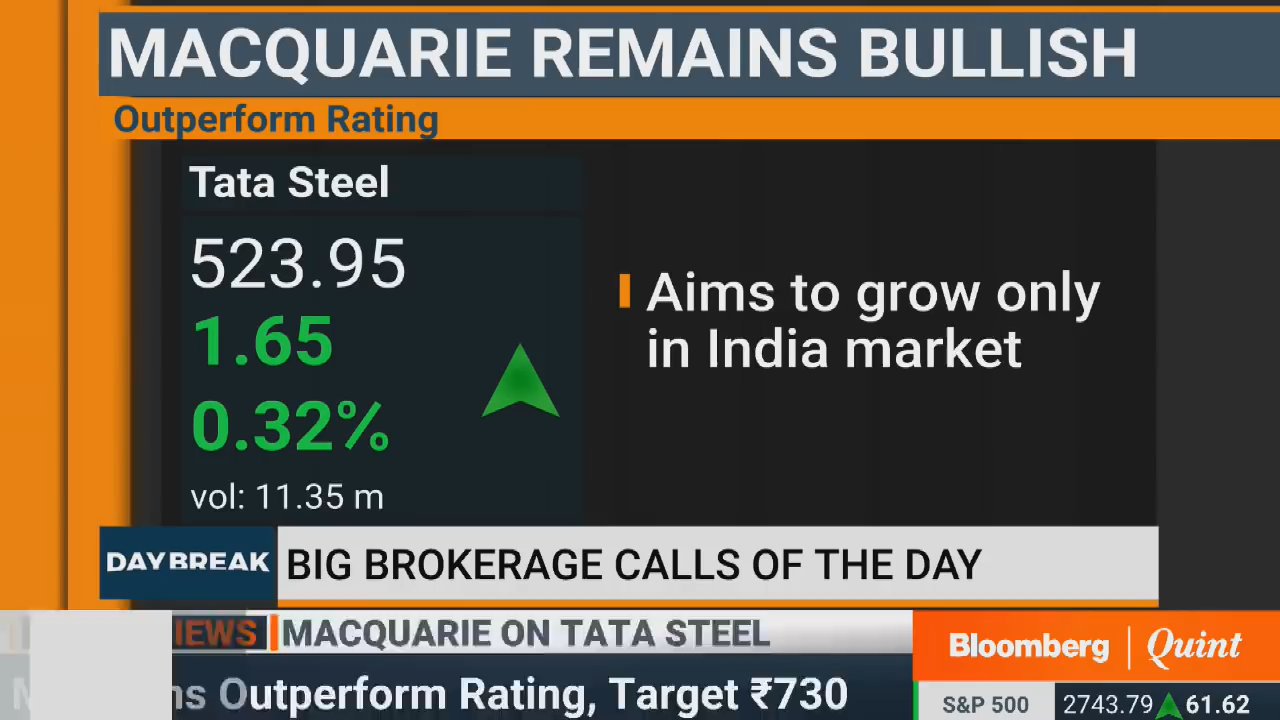 MACQUARIE REMAINS BULLISH
Outperform Rating
Tata Steel
523.95
1.65
0.32%
vol: 11.35 m
Aims to grow only
in India market
DAYBREAK
BIG BROKERAGE CALLS OF THE DAY
MACQUARIE ON TATA STEEL
Outperform Rating, Target ₹730
Bloomberg | Quint
S&P 500 2743.79 61.62